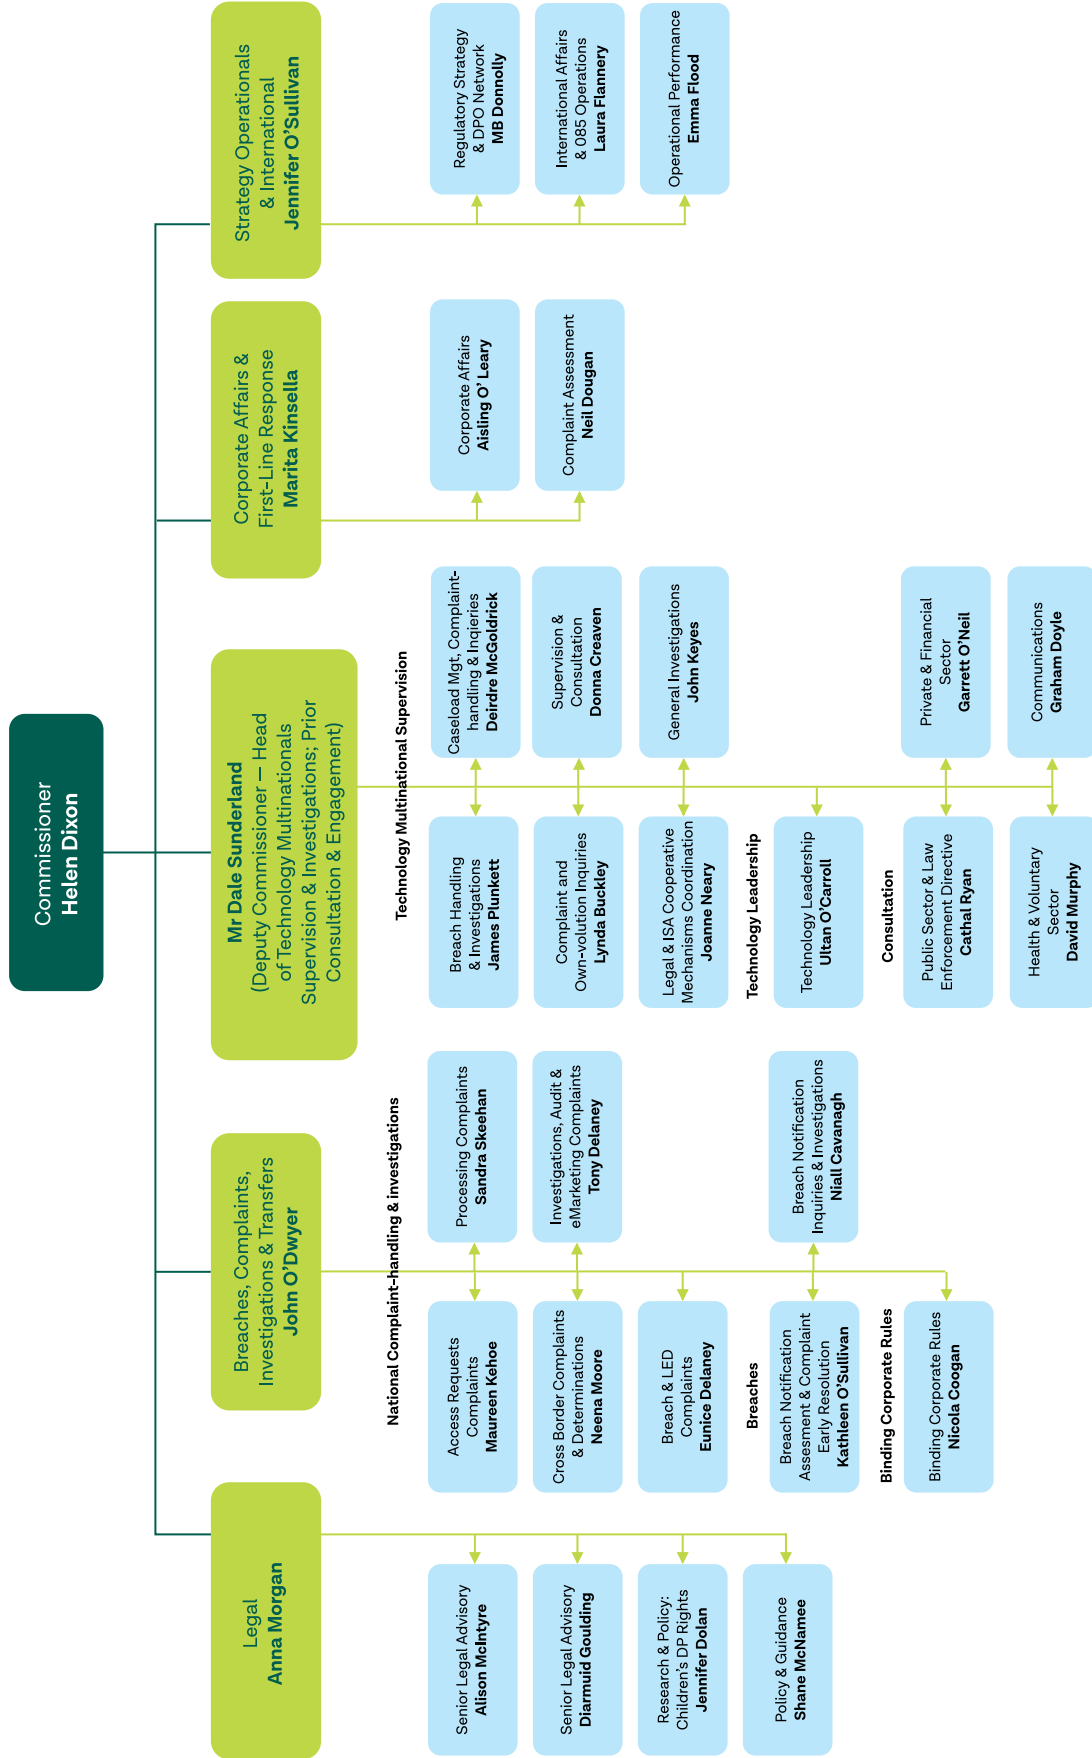 Commissioner
Helen Dixon
Legal
Anna Morgan
Senior Legal Advisory
Alison McIntyre
Senior Legal Advisory
Diarmuid Goulding
Research & Policy:
Children's DP Rights
Jennifer Dolan
Policy & Guidance
Shane McNamee
Breaches, Complaints,
Investigations & Transfers
John O'Dwyer
National Complaint-handling & investigations
Access Requests
Complaints
Maureen Kehoe
Processing Complaints
Sandra Skeehan
Cross Border Complaints
& Determinations
Neena Moore
Investigations, Audit &
eMarketing Complaints
Tony Delaney
Breach & LED
Complaints
Eunice Delaney
Breaches
Breach Notification
Assesment & Complaint
Early Resolution
Kathleen O'Sullivan
Breach Notification
Inquiries & Investigations
Niall Cavanagh
Binding Corporate Rules
Binding Corporate Rules
Nicola Coogan
Mr Dale Sunderland
(Deputy Commissioner — Head
of Technology Multinationals
Supervision & Investigations; Prior
Consultation & Engagement)
Technology Multinational Supervision
Breach Handling
& Investigations
James Plunkett
Caseload Mgt, Complaint-
handling & Inqieries
Deirdre McGoldrick
Complaint and
Own-volution Inquiries
Lynda Buckley
Supervision &
Consultation
Donna Creaven
Legal & ISA Cooperative
Mechanisms Coordination
Joanne Neary
General Investigations
John Keyes
Technology Leadership
Technology Leadership
Ultan O'Carroll
Consultation
Public Sector & Law
Enforcement Directive
Cathal Ryan
Private & Financial
Sector
Garrett O'Neil
Health & Voluntary
Sector
David Murphy
Communications
Graham Doyle
Corporate Affairs &
First-Line Response
Marita Kinsella
Corporate Affairs
Aisling O' Leary
Complaint Assessment
Neil Dougan
Strategy Operationals
& International
Jennifer O'Sullivan
Regulatory Strategy
& DPO Network
MB Donnolly
International Affairs
& 085 Operations
Laura Flannery
Operational Performance
Emma Flood